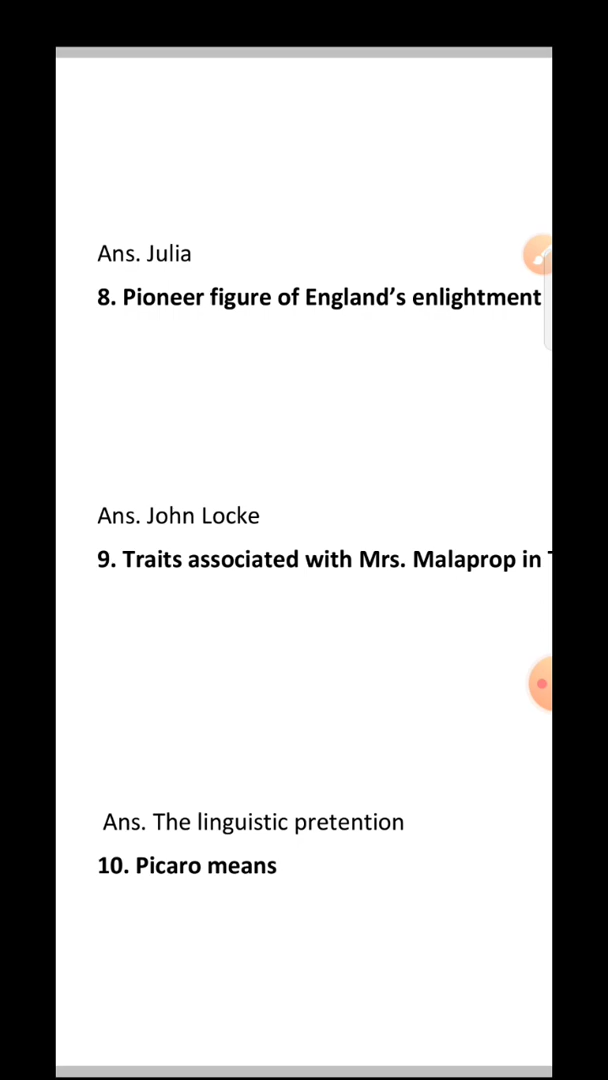 Ans. Julia
8. Pioneer figure of England’s enlightment
Ans. John Locke
9. Traits associated with Mrs. Malaprop in
Ans. The linguistic pretention
10. Picaro means